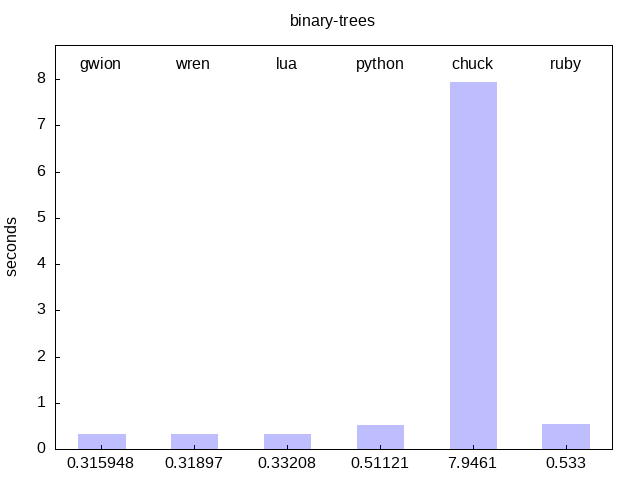 binary-trees
gwion wren lua python chuck ruby
8
7
6
5
4
3
2
1
0
seconds
0.315948 0.31897 0.33208 0.51121 7.9461 0.533